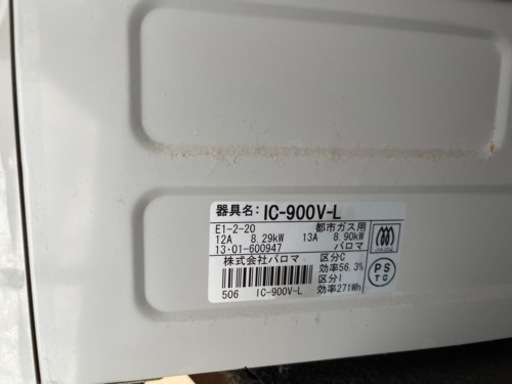 器具名: IC-900V-L
E1-2-20 都市ガス用
12A 8.29kW 13A 8.90kW
13・01-600947 パロマ
株式会社パロマ 区分C
効率56.3%
区分I
506 IC-900V-L 効率271Wh
PS
TG